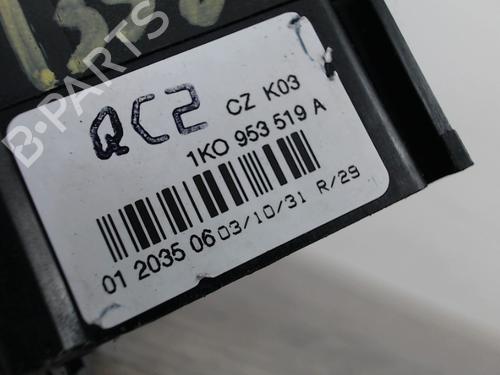 B-PARTS
QC2 CZ K03
1K0 953 519 A
01 2035 06 03/10/31 R/29